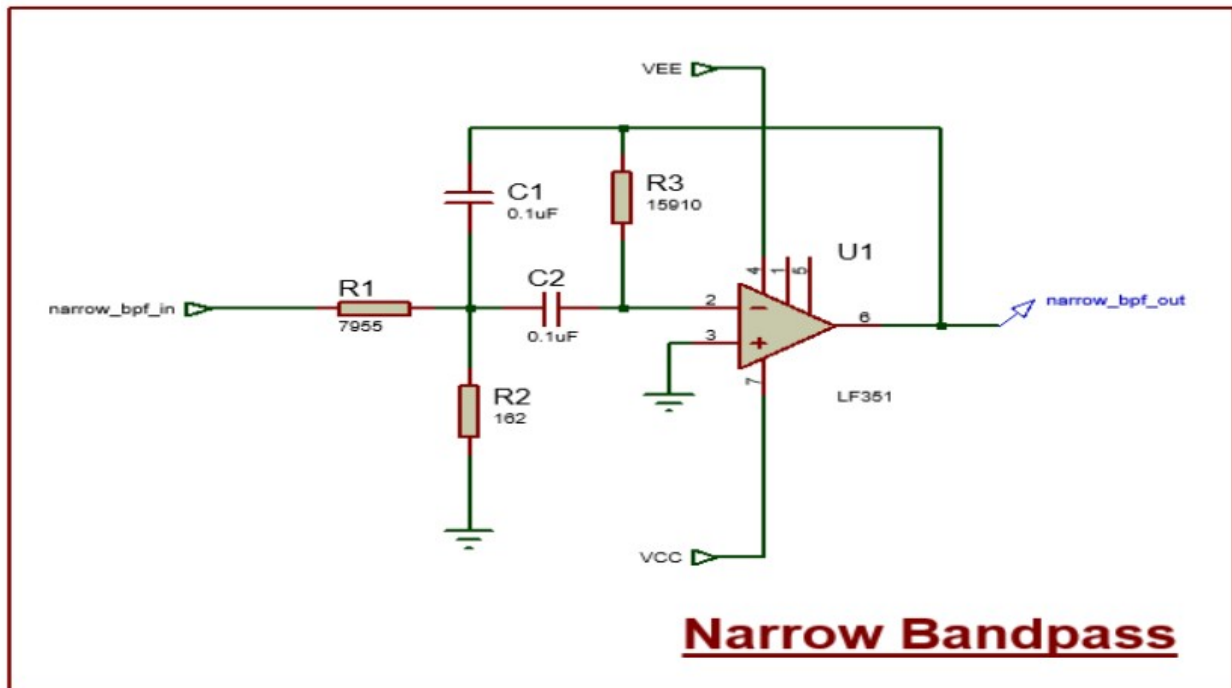 VEE
C1
0.1uF
R3
15910
U1
4
1
5
R1
C2
narrow_bpf_in
7955
0.1uF
2
3
6
7
narrow_bpf_out
R2
162
LF351
VCC
Narrow Bandpass